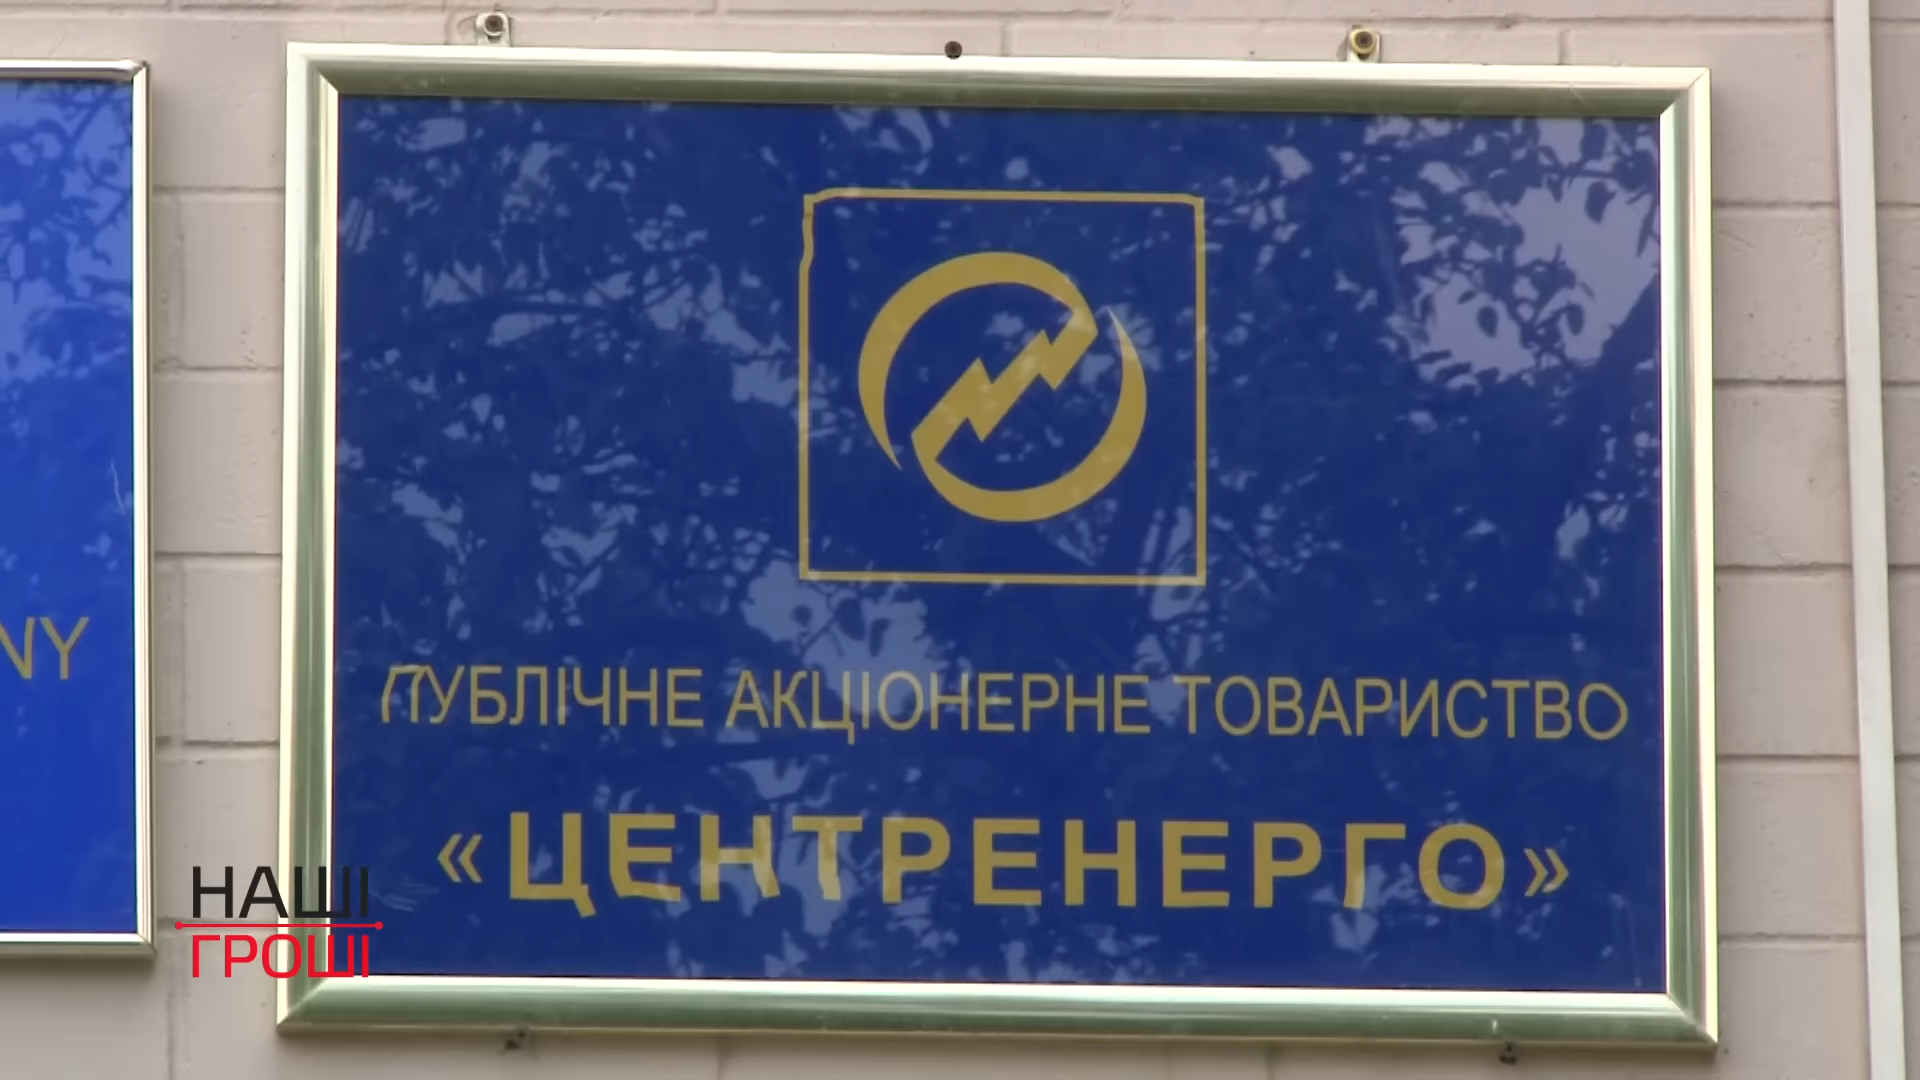 NY
ПУБЛІЧНЕ АКЦІОНЕРНЕ ТОВАРИСТВО
«ЦЕНТРЕНЕРГО»
НАШІ
ГРОШІ